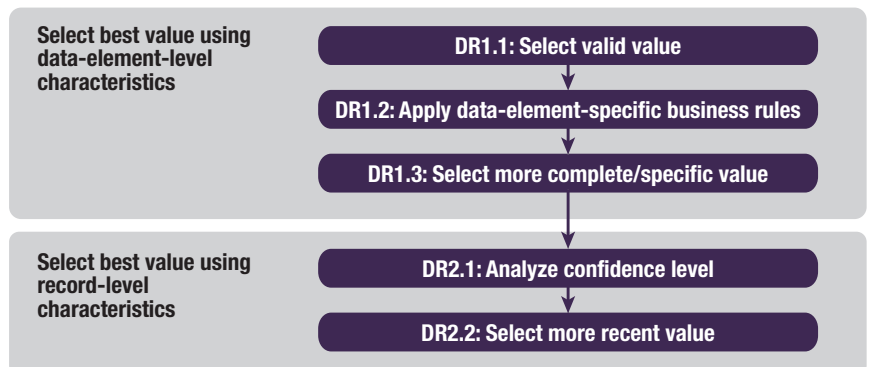 Select best value using
data-element-level
characteristics
DR1.1: Select valid value
DR1.2: Apply data-element-specific business rules
DR1.3: Select more complete/specific value
Select best value using
record-level
characteristics
DR2.1: Analyze confidence level
DR2.2: Select more recent value